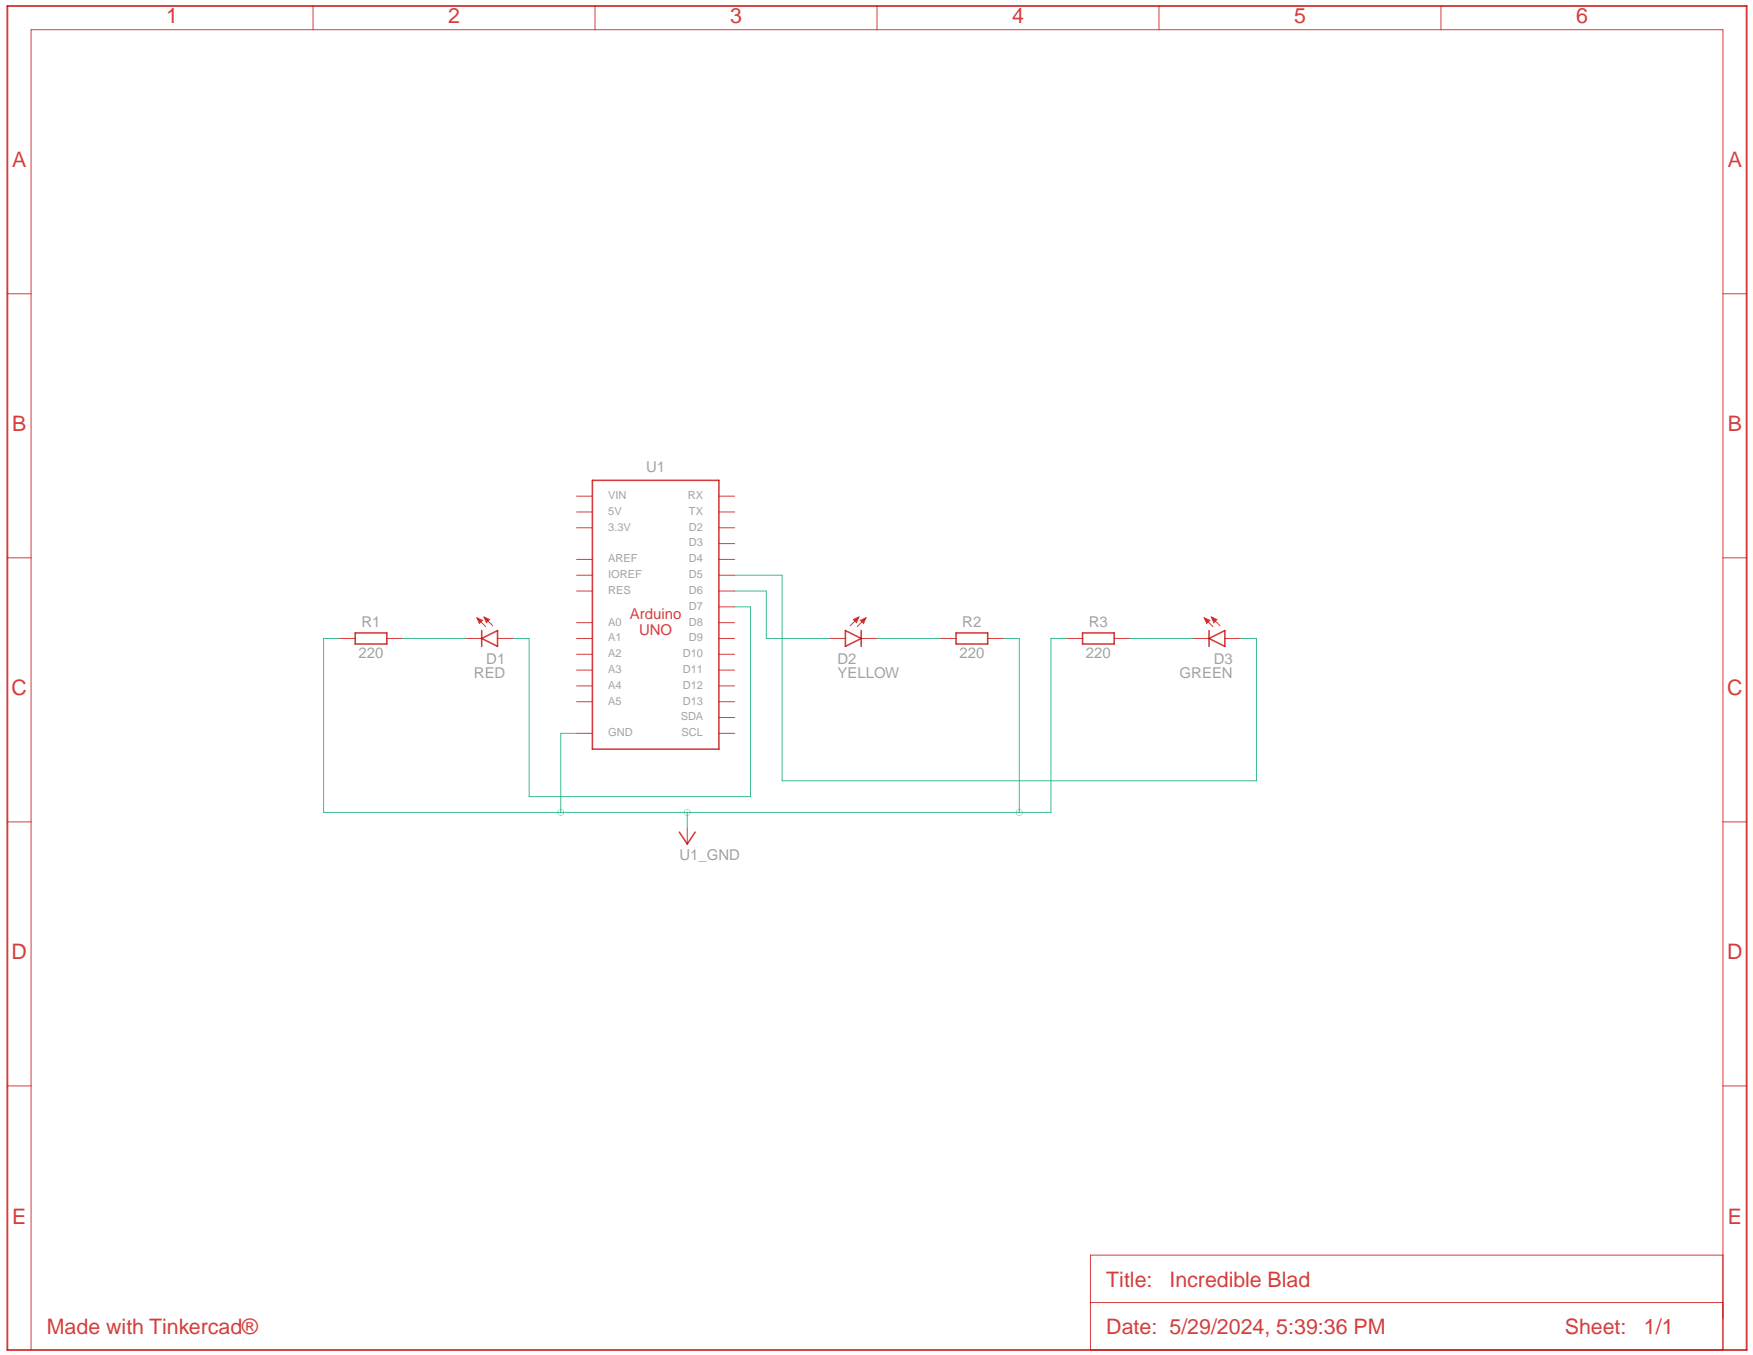 1 2 3 4 5 6
A A
B B
U1
VIN RX
5V TX
3.3V D2
D3
AREF D4
IOREF D5
RES D6
D7
Arduino
UNO
A0 D8
A1 D9
A2 D10
A3 D11
A4 D12
A5 D13
SDA
GND SCL
R1
220
D1
RED
D2
YELLOW
R2
220
R3
220
D3
GREEN
C C
U1_GND
D D
E E
Title: Incredible Blad
Date: 5/29/2024, 5:39:36 PM Sheet: 1/1
Made with Tinkercad®